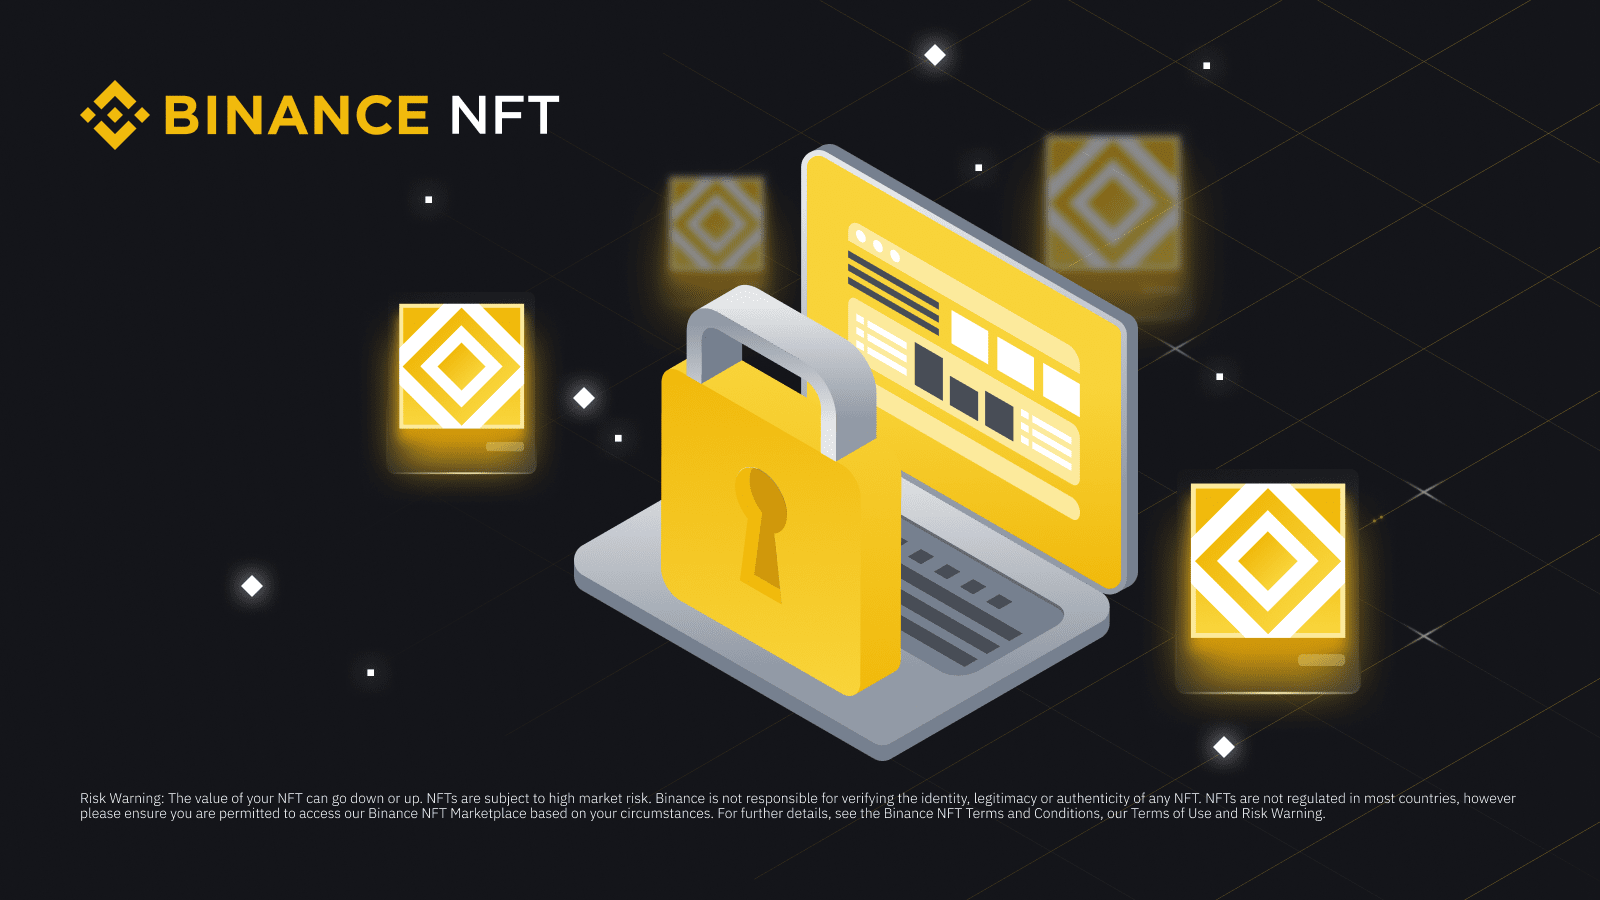 BINANCE NFT
Risk Warning: The value of your NFT can go down or up. NFTs are subject to high market risk. Binance is not responsible for verifying the identity, legitimacy or authenticity of any NFT. NFTs are not regulated in most countries, however
please ensure you are permitted to access our Binance NFT Marketplace based on your circumstances. For further details, see the Binance NFT Terms and Conditions, our Terms of Use and Risk Warning.